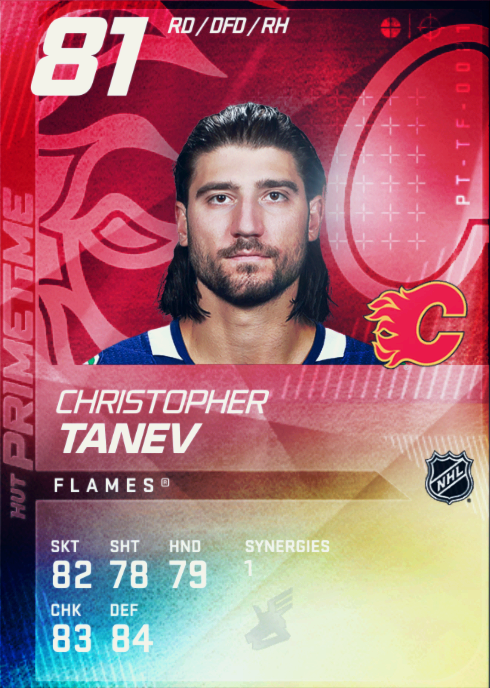 81
RD / DFD / RH
PT-TF-001
HUT PRIMETIME
CHRISTOPHER
TANEV
FLAMES®
NHL
SKT SHT HND SYNERGIES
82 78 79 1
CHK DEF
83 84